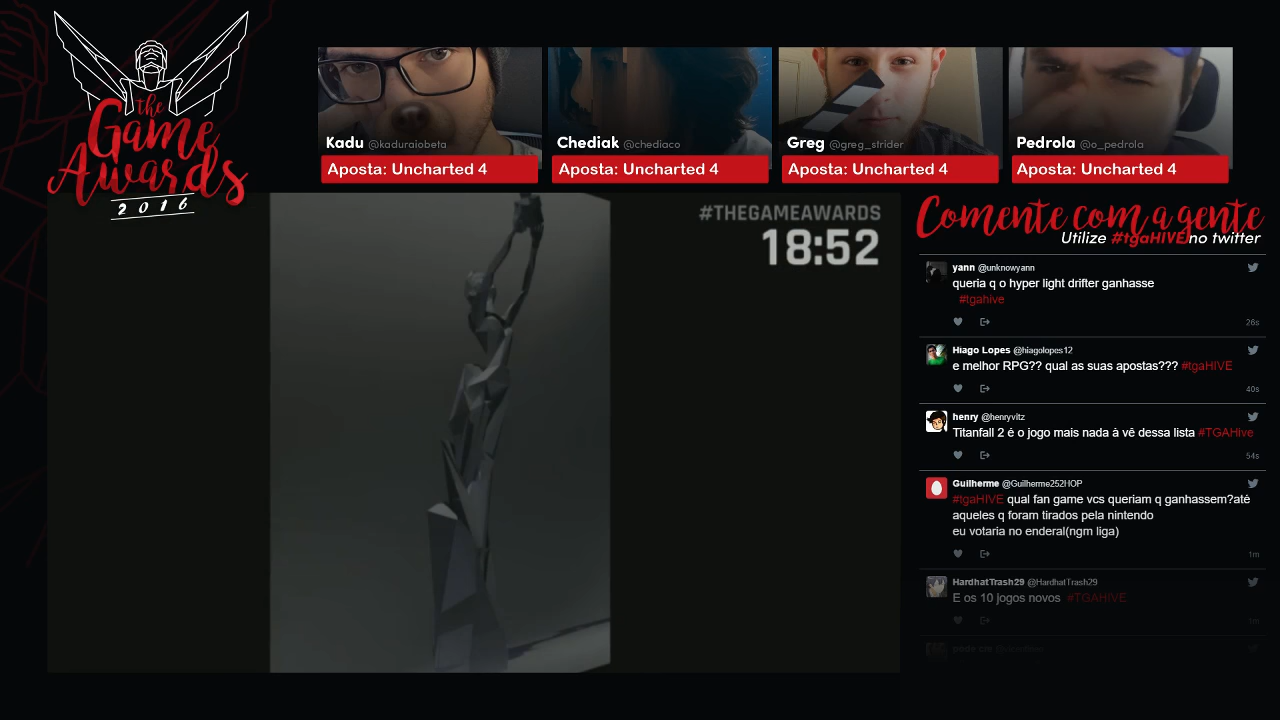 the
Game
Awards
2016
Kadu @kaduraiobeta
Aposta: Uncharted 4
Chediak @chediaco
Aposta: Uncharted 4
Greg @greg_strider
Aposta: Uncharted 4
Pedrola @o_pedrola
Aposta: Uncharted 4
#THEGAMEAWARDS
18:52
Comente com a gente
Utilize #tgaHIVE no twitter
yann @unknowyann
queria q o hyper light drifter ganhasse
#tgahive
26s
Hiago Lopes @hiagolopes12
e melhor RPG?? qual as suas apostas??? #tgaHIVE
40s
henry @henryvitz
Titanfall 2 é o jogo mais nada à vê dessa lista #TGAHive
54s
Guilherme @Guilherme252HOP
#tgaHIVE qual fan game vcs queriam q ganhassem?até
aqueles q foram tirados pela nintendo
eu votaria no enderal(ngm liga)
1m
HardhatTrash29 @HardhatTrash29
E os 10 jogos novos #TGAHIVE
1m